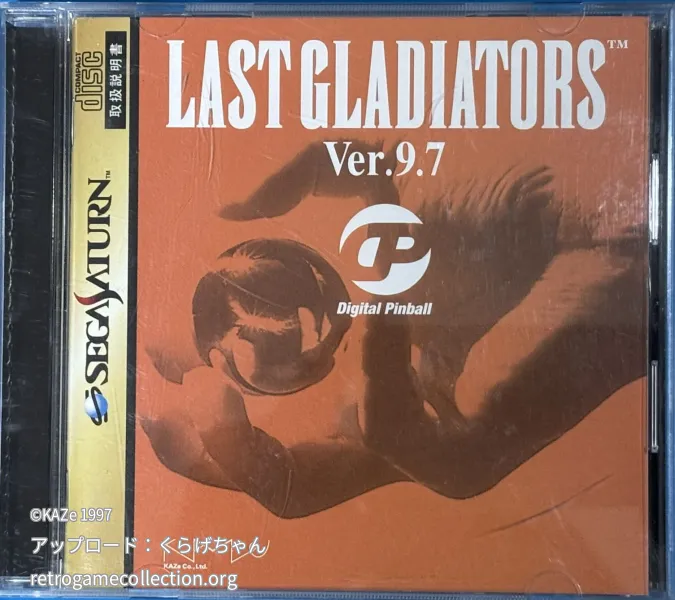 COMPACT
disc
取扱説明書
SEGA SATURN™
LAST GLADIATORS™
Ver.9.7
Digital Pinball
©KAZe 1997
アップロード：くらげちゃん
KAZe Co., Ltd.
retrogamecollection.org